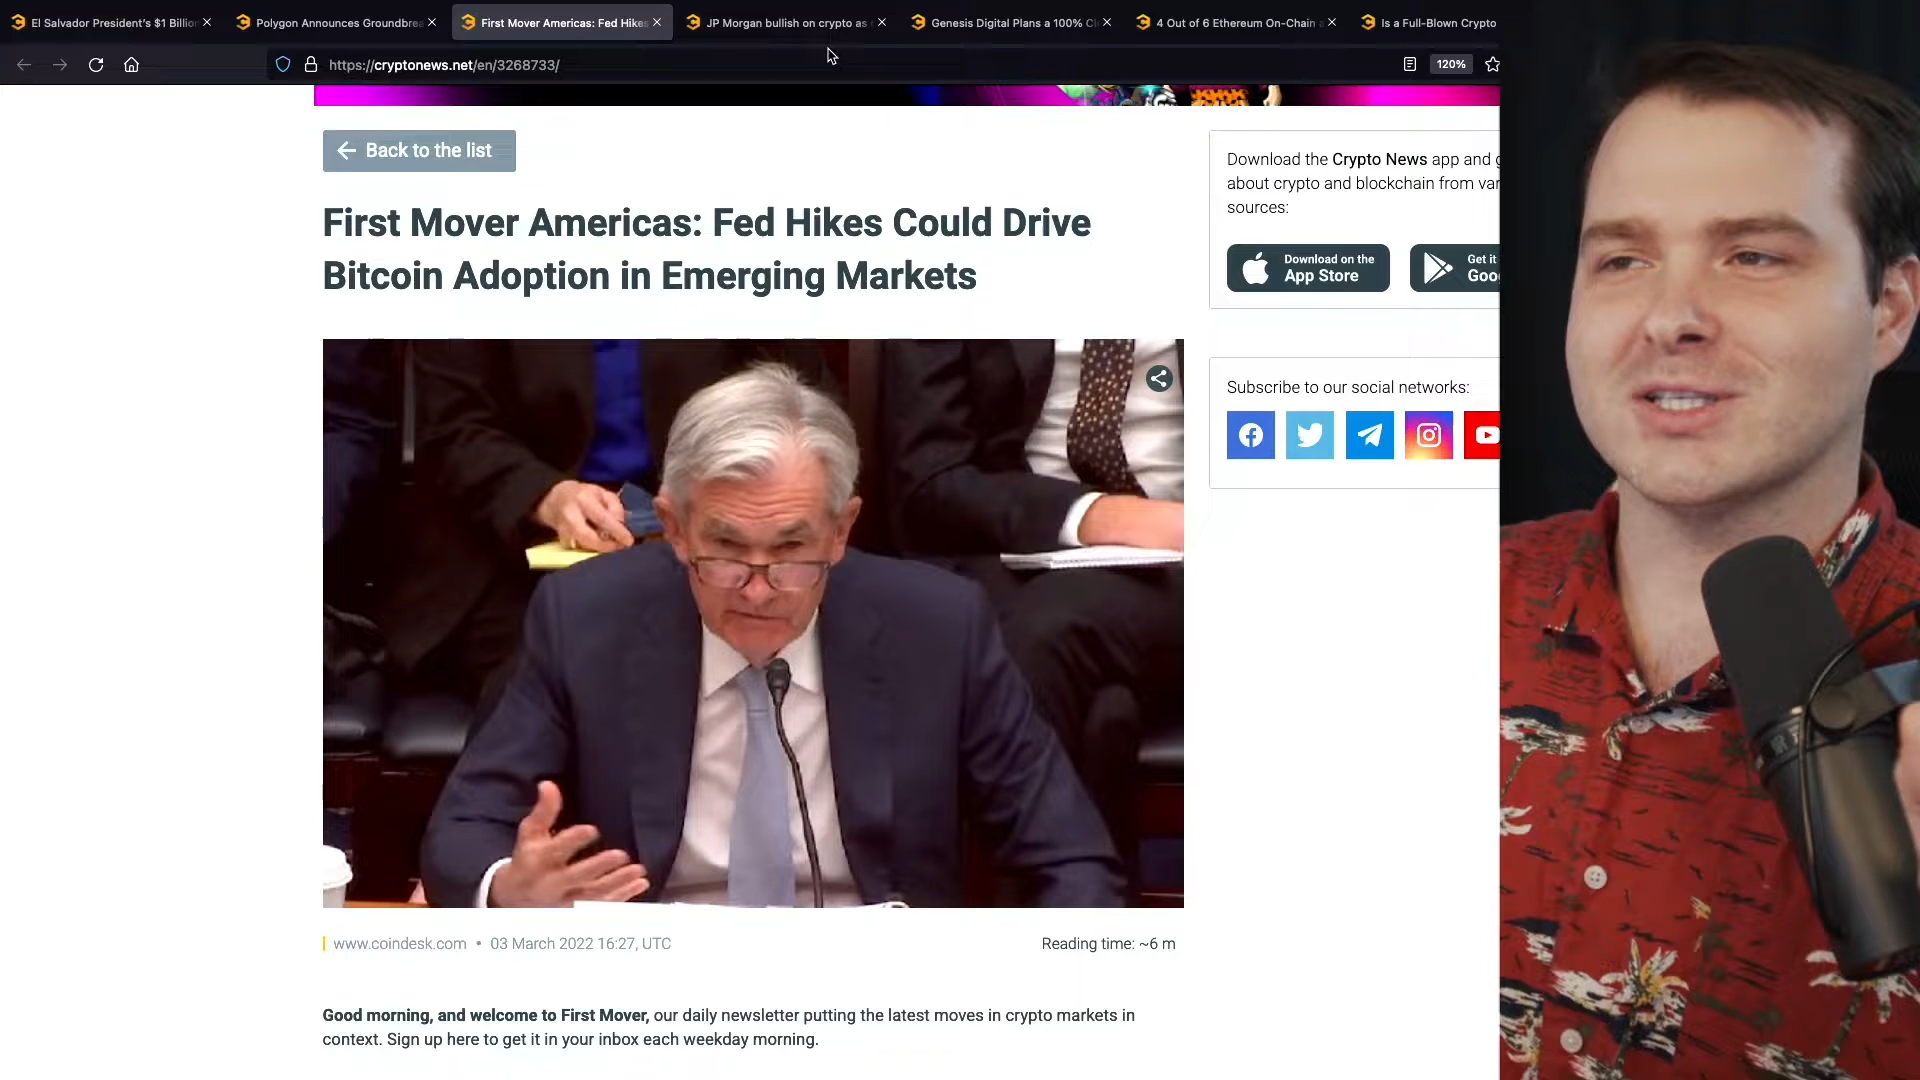 El Salvador President's $1 Billion
Polygon Announces Groundbrea
First Mover Americas: Fed Hikes
JP Morgan bullish on crypto as
Genesis Digital Plans a 100%
4 Out of 6 Ethereum On-Chain
Is a Full-Blown Crypto
https://cryptonews.net/en/3268733/
120%
Back to the list
First Mover Americas: Fed Hikes Could Drive
Bitcoin Adoption in Emerging Markets
www.coindesk.com • 03 March 2022 16:27, UTC
Reading time: ~6 m
Good morning, and welcome to First Mover, our daily newsletter putting the latest moves in crypto markets in
context. Sign up here to get it in your inbox each weekday morning.
Download the Crypto News app and g
about crypto and blockchain from var
sources:
Download on the
App Store
Get it
Goo
Subscribe to our social networks: